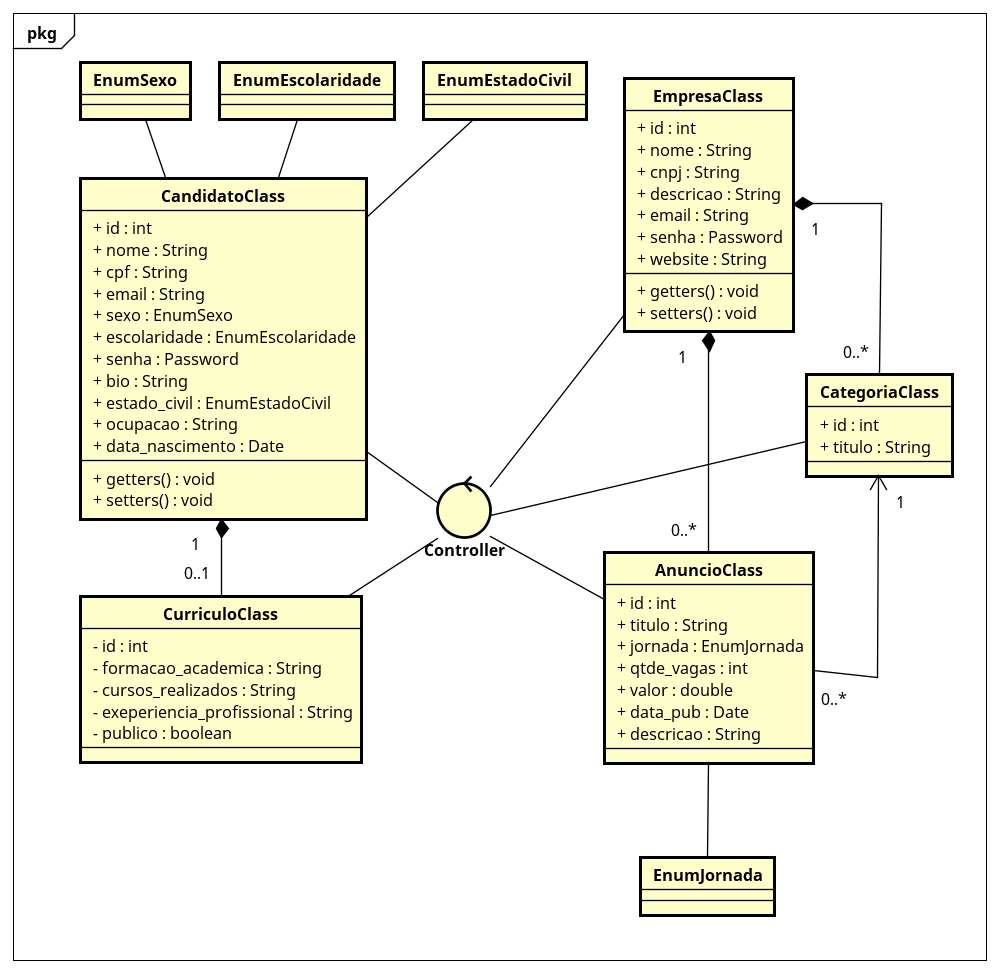 pkg
EnumSexo
EnumEscolaridade
EnumEstadoCivil
EmpresaClass
+ id : int
+ nome : String
+ cnpj : String
+ descricao : String
+ email : String
+ senha : Password
+ website : String
+ getters() : void
+ setters() : void
1
0..*
1
CandidatoClass
+ id : int
+ nome : String
+ cpf : String
+ email : String
+ sexo : EnumSexo
+ escolaridade : EnumEscolaridade
+ senha : Password
+ bio : String
+ estado_civil : EnumEstadoCivil
+ ocupacao : String
+ data_nascimento : Date
+ getters() : void
+ setters() : void
1
0..1
CategoriaClass
+ id : int
+ titulo : String
1
Controller
0..*
CurriculoClass
- id : int
- formacao_academica : String
- cursos_realizados : String
- exeperiencia_profissional : String
- publico : boolean
AnuncioClass
+ id : int
+ titulo : String
+ jornada : EnumJornada
+ qtde_vagas : int
+ valor : double
+ data_pub : Date
+ descricao : String
0..*
EnumJornada